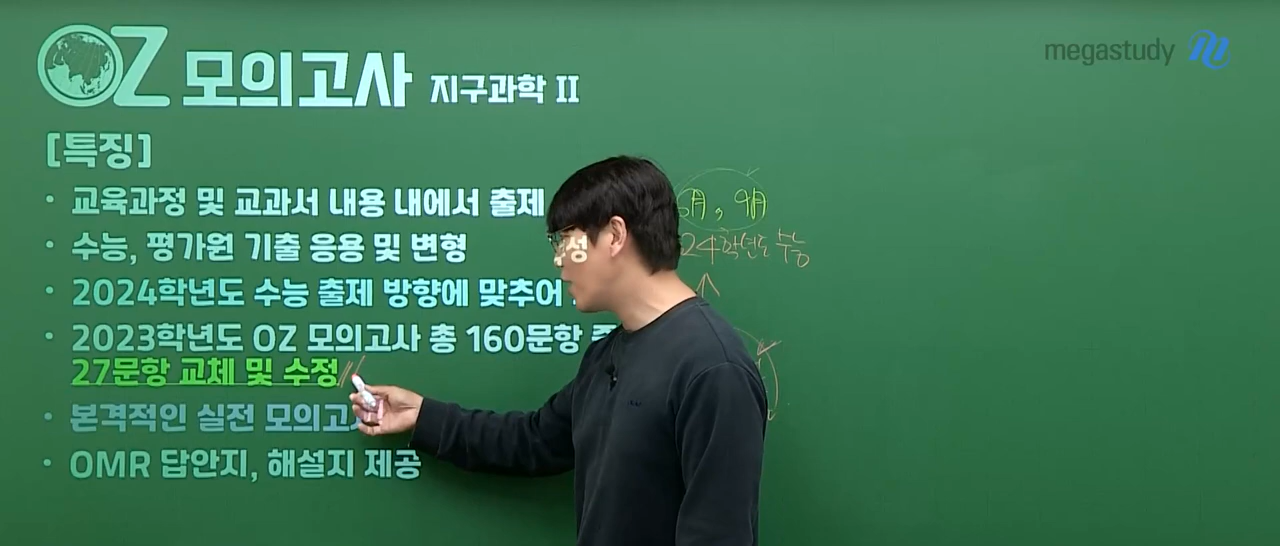 OZ 모의고사 지구과학 II
megastudy
[특징]
• 교육과정 및 교과서 내용 내에서 출제
• 수능, 평가원 기출 응용 및 변형
• 2024학년도 수능 출제 방향에 맞추어
성
• 2023학년도 OZ 모의고사 총 160문항 중
27문항 교체 및 수정
• 본격적인 실전 모의고사
• OMR 답안지, 해설지 제공
6月, 9月
24학년도 수능